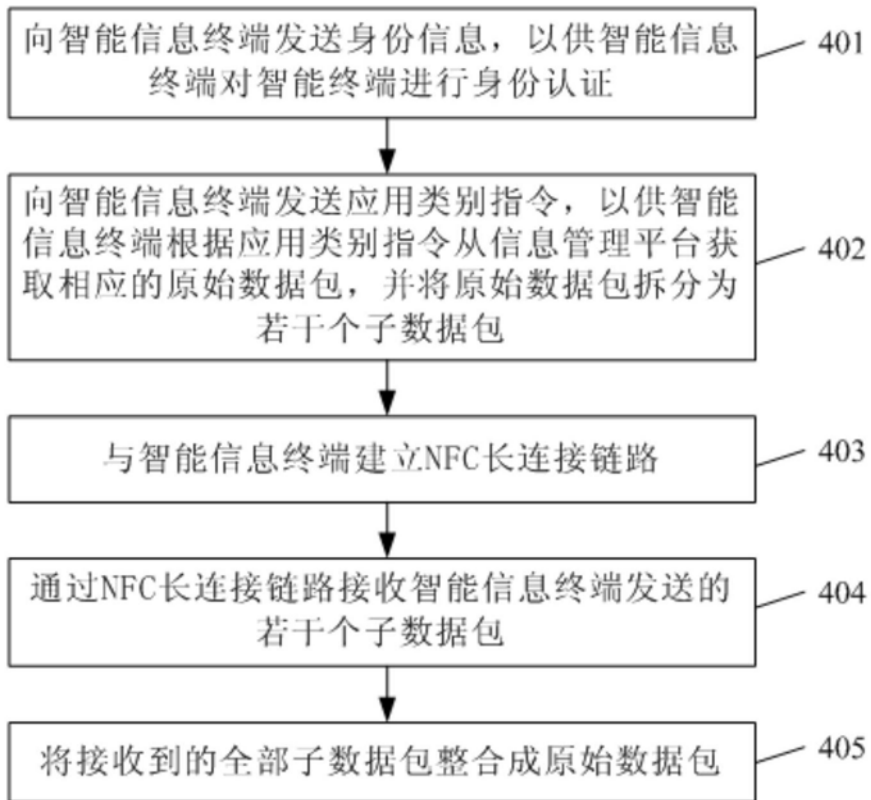 向智能信息终端发送身份信息，以供智能信息
终端对智能终端进行身份认证
401
向智能信息终端发送应用类别指令，以供智能
信息终端根据应用类别指令从信息管理平台获
取相应的原始数据包，并将原始数据包拆分为
若干个子数据包
402
与智能信息终端建立NFC长连接链路
403
通过NFC长连接链路接收智能信息终端发送的
若干个子数据包
404
将接收到的全部子数据包整合成原始数据包
405